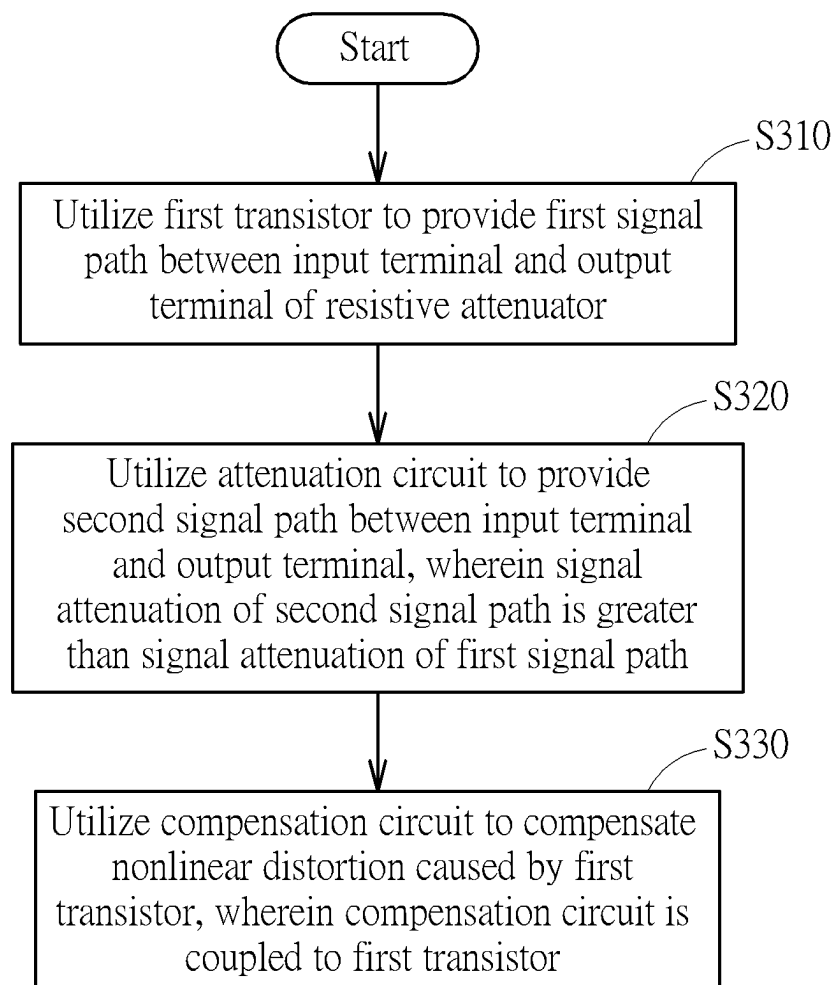 Start
S310
Utilize first transistor to provide first signal
path between input terminal and output
terminal of resistive attenuator
S320
Utilize attenuation circuit to provide
second signal path between input terminal
and output terminal, wherein signal
attenuation of second signal path is greater
than signal attenuation of first signal path
S330
Utilize compensation circuit to compensate
nonlinear distortion caused by first
transistor, wherein compensation circuit is
coupled to first transistor